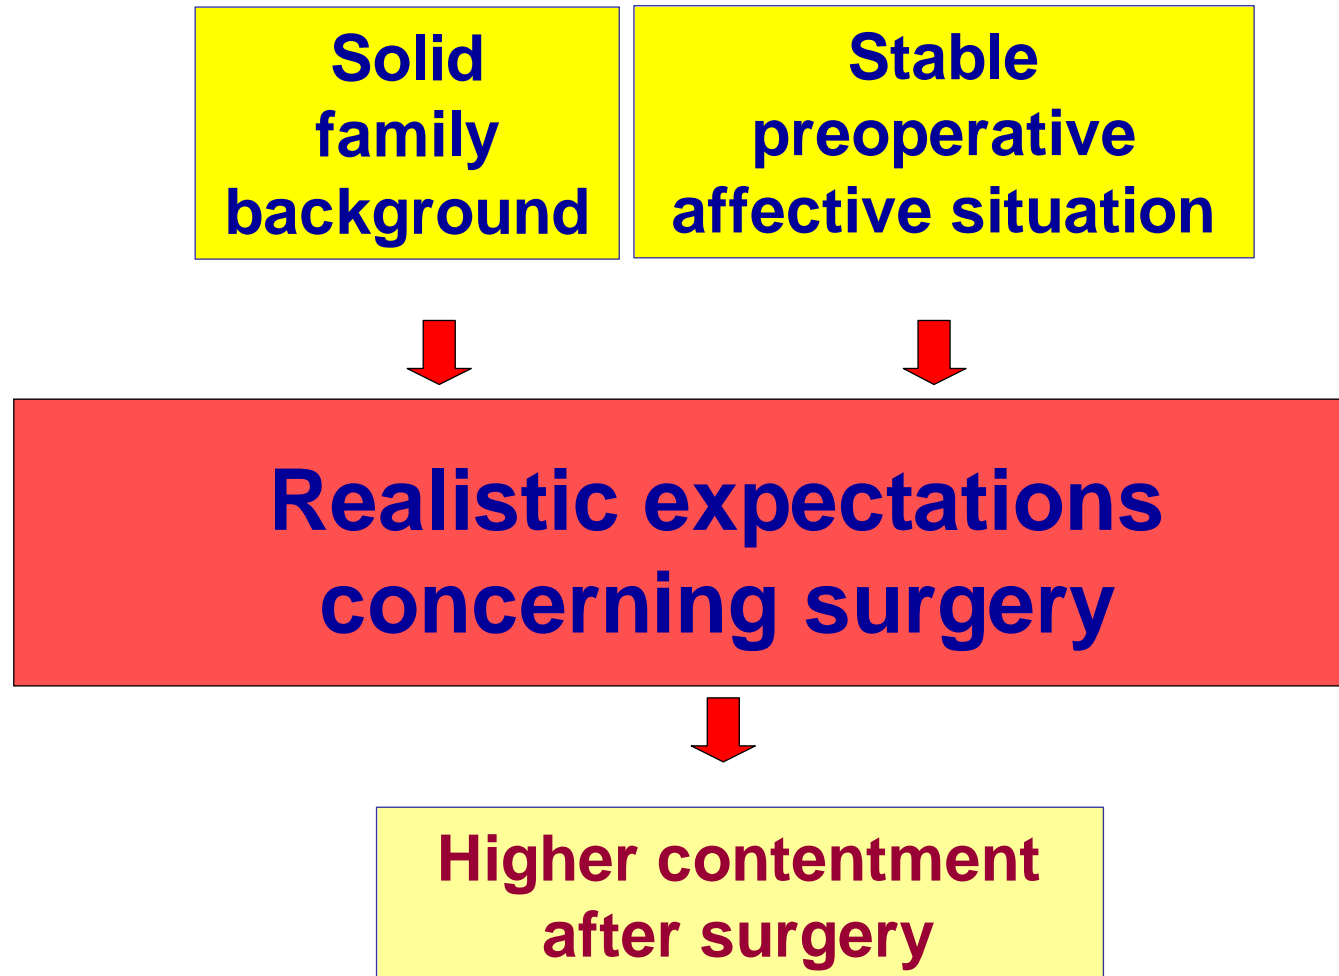 Solid
family
background
Stable
preoperative
affective situation
Realistic expectations
concerning surgery
Higher contentment
after surgery